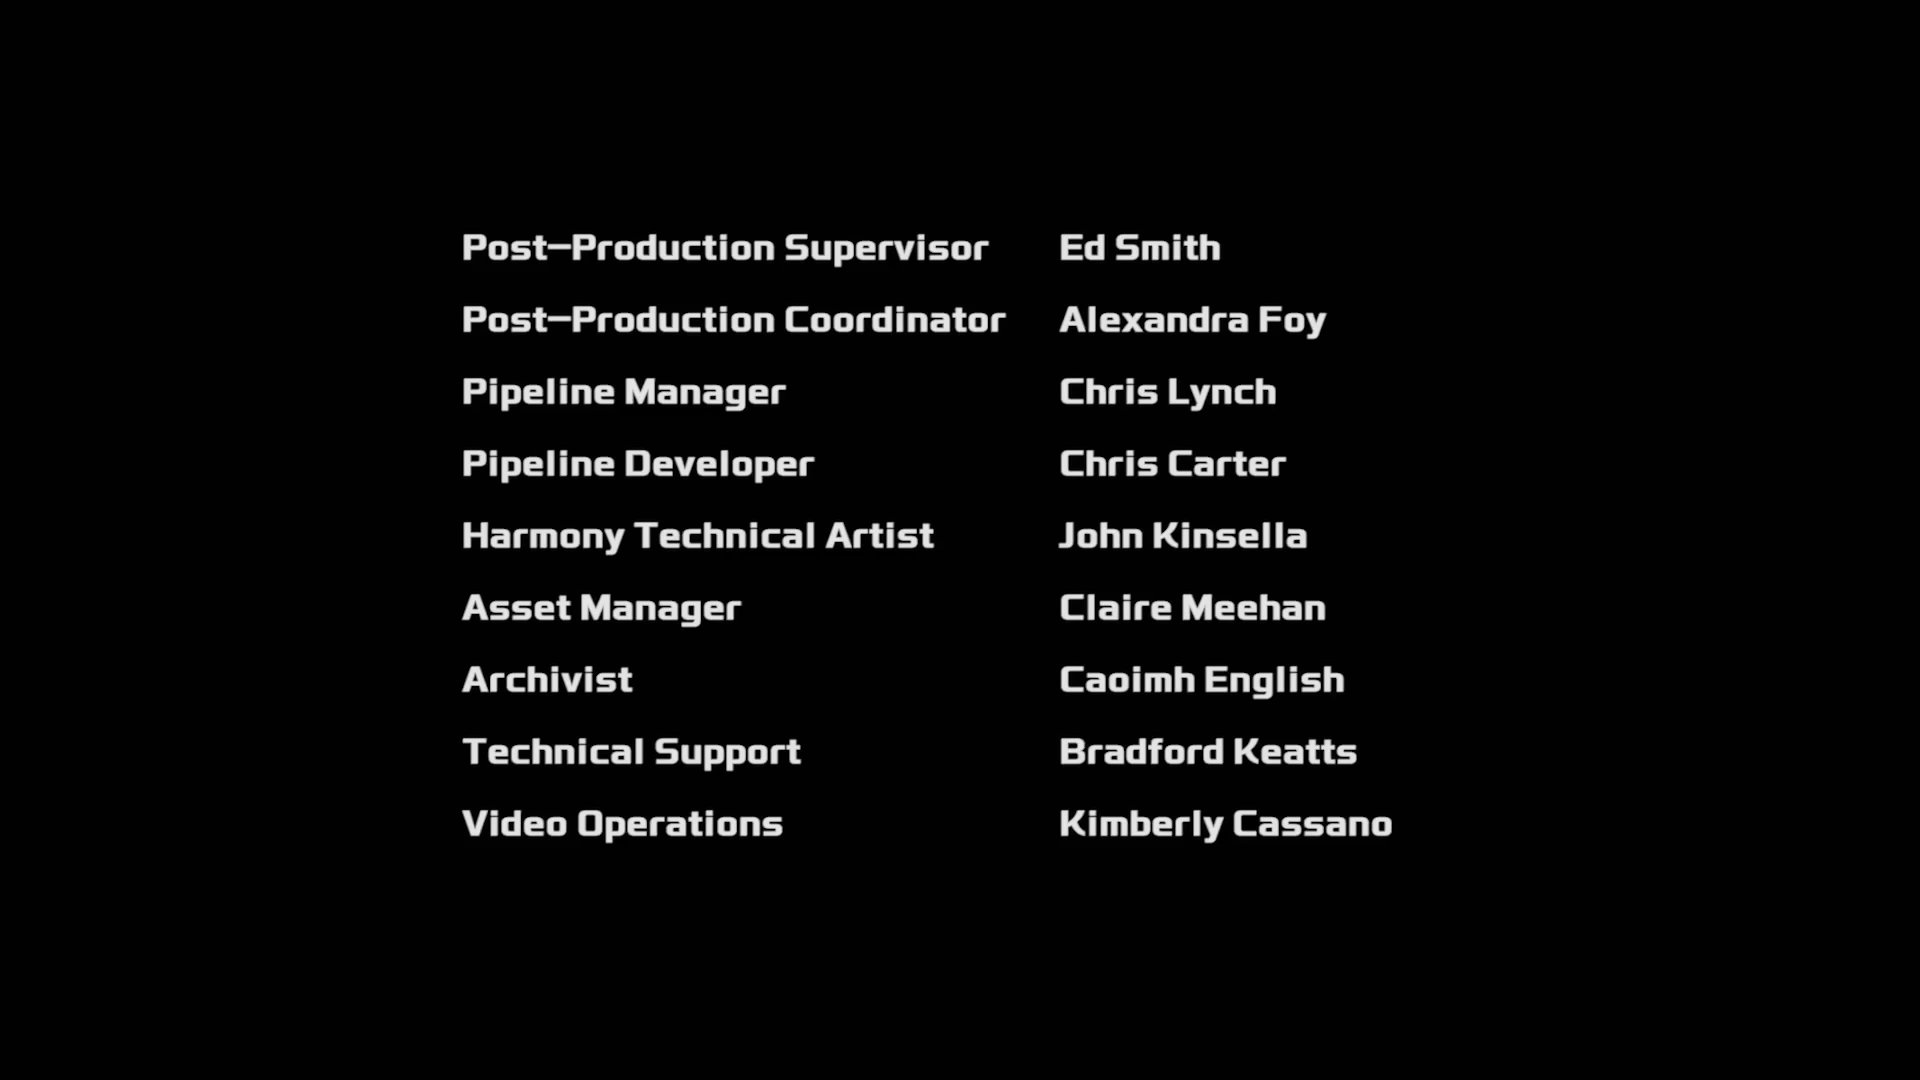 Post–Production Supervisor Ed Smith
Post–Production Coordinator Alexandra Foy
Pipeline Manager Chris Lynch
Pipeline Developer Chris Carter
Harmony Technical Artist John Kinsella
Asset Manager Claire Meehan
Archivist Caoimh English
Technical Support Bradford Keatts
Video Operations Kimberly Cassano